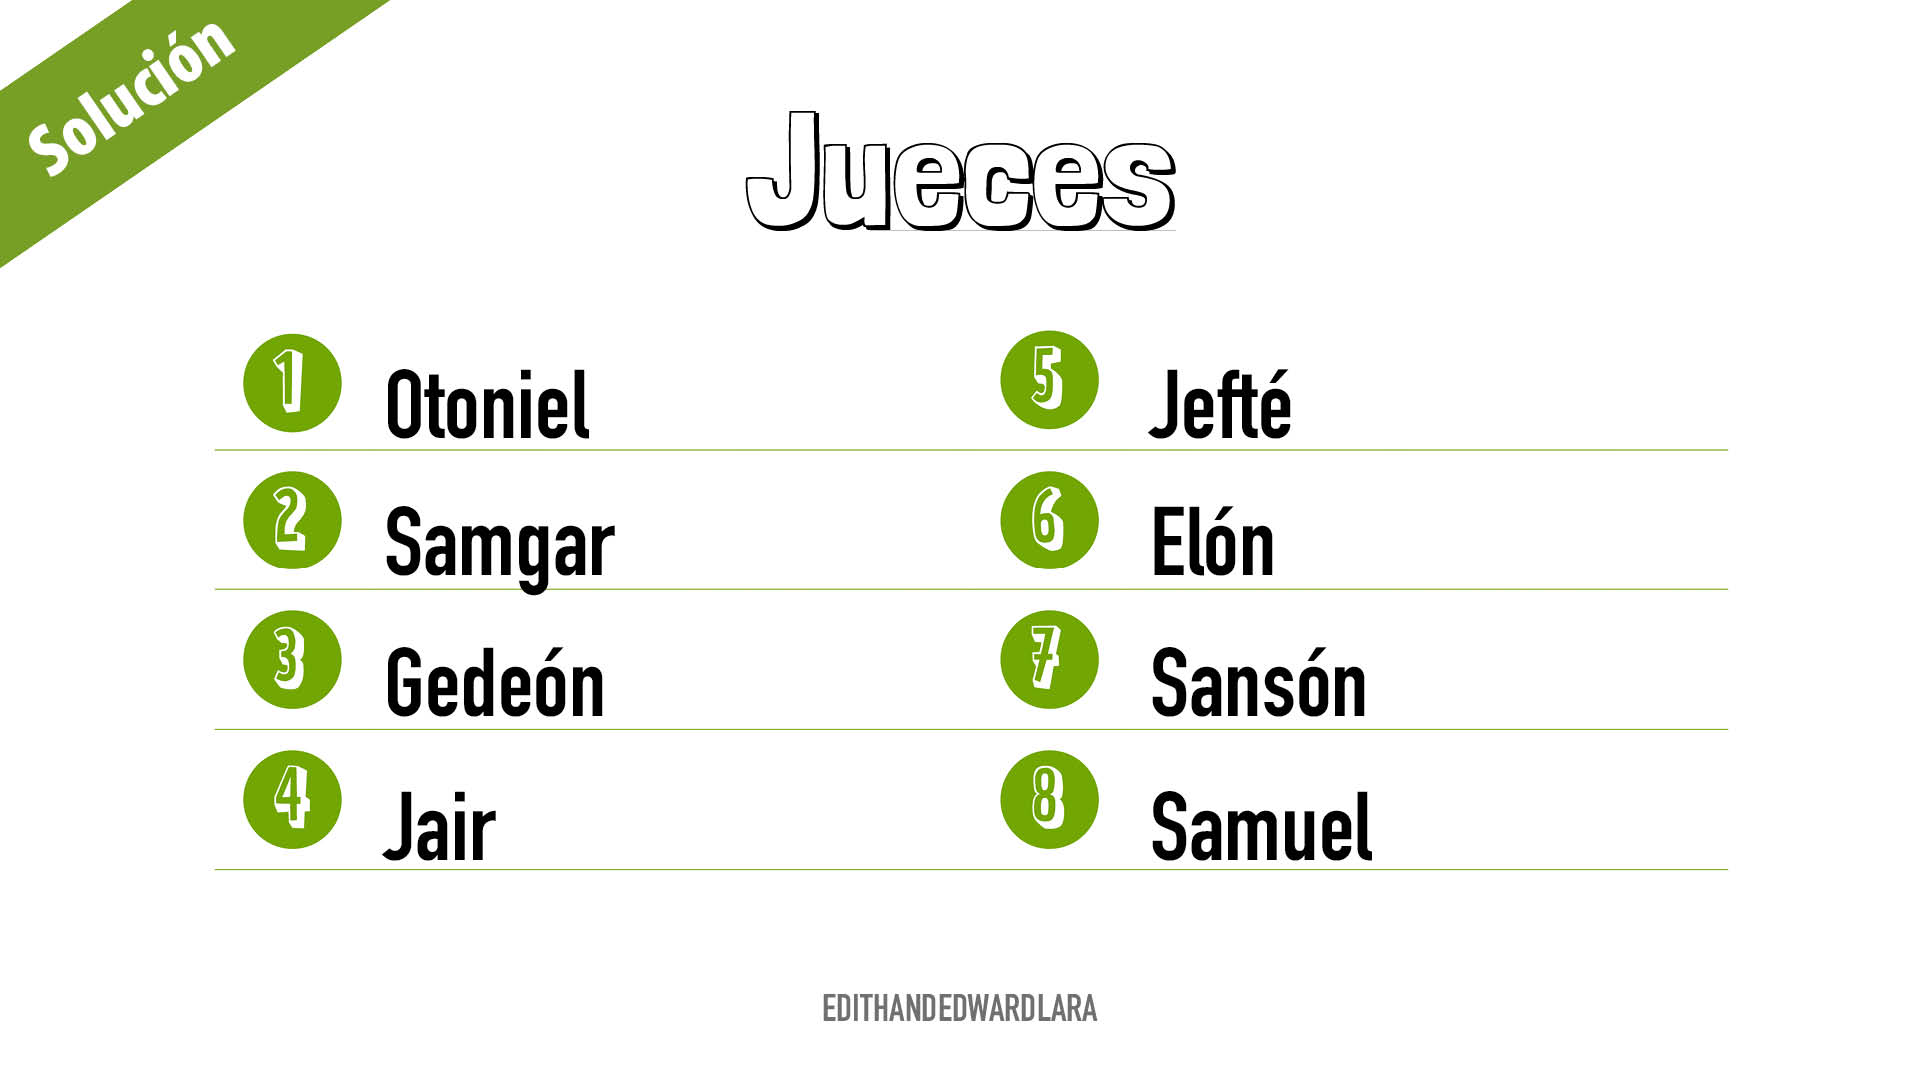 Solución
Jueces
1 Otoniel
2 Samgar
3 Gedeón
4 Jair
5 Jefté
6 Elón
7 Sansón
8 Samuel
EDITHANDEDWARDLARA